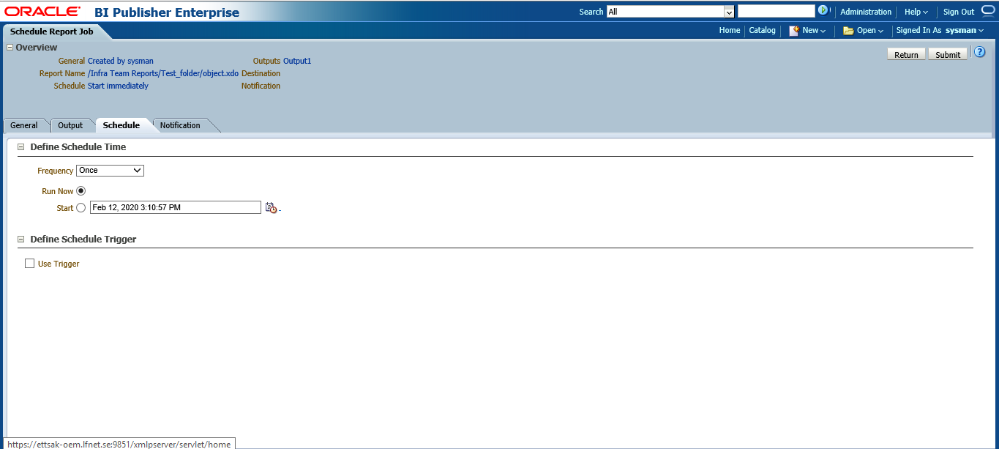 ORACLE BI Publisher Enterprise Search All Administration Help Sign Out
Schedule Report Job Home Catalog New Open Signed In As sysman
Overview Return Submit ?
General Created by sysman Outputs Output1
Report Name /Infra Team Reports/Test_folder/object.xdo Destination
Schedule Start immediately Notification
General Output Schedule Notification
Define Schedule Time
Frequency Once
Run Now
Start Feb 12, 2020 3:10:57 PM
Define Schedule Trigger
Use Trigger
https://ettsak-oem.lfnet.se:9851/xmlpserver/servlet/home